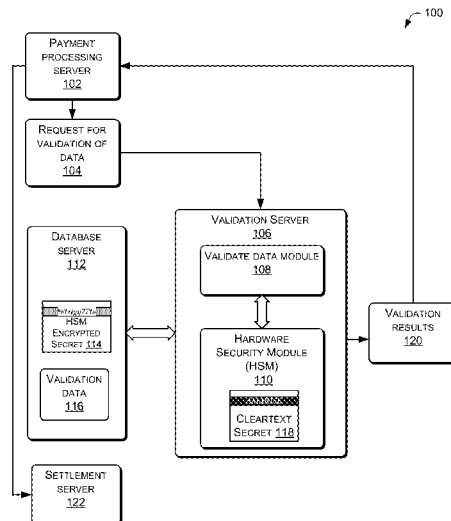 100
PAYMENT
PROCESSING
SERVER
102
REQUEST FOR
VALIDATION OF
DATA
104
VALIDATION SERVER
106
VALIDATE DATA MODULE
108
DATABASE
SERVER
112
HSM
ENCRYPTED
SECRET 114
HARDWARE
SECURITY MODULE
(HSM)
110
VALIDATION
RESULTS
120
VALIDATION
DATA
116
CLEARTEXT
SECRET 118
SETTLEMENT
SERVER
122